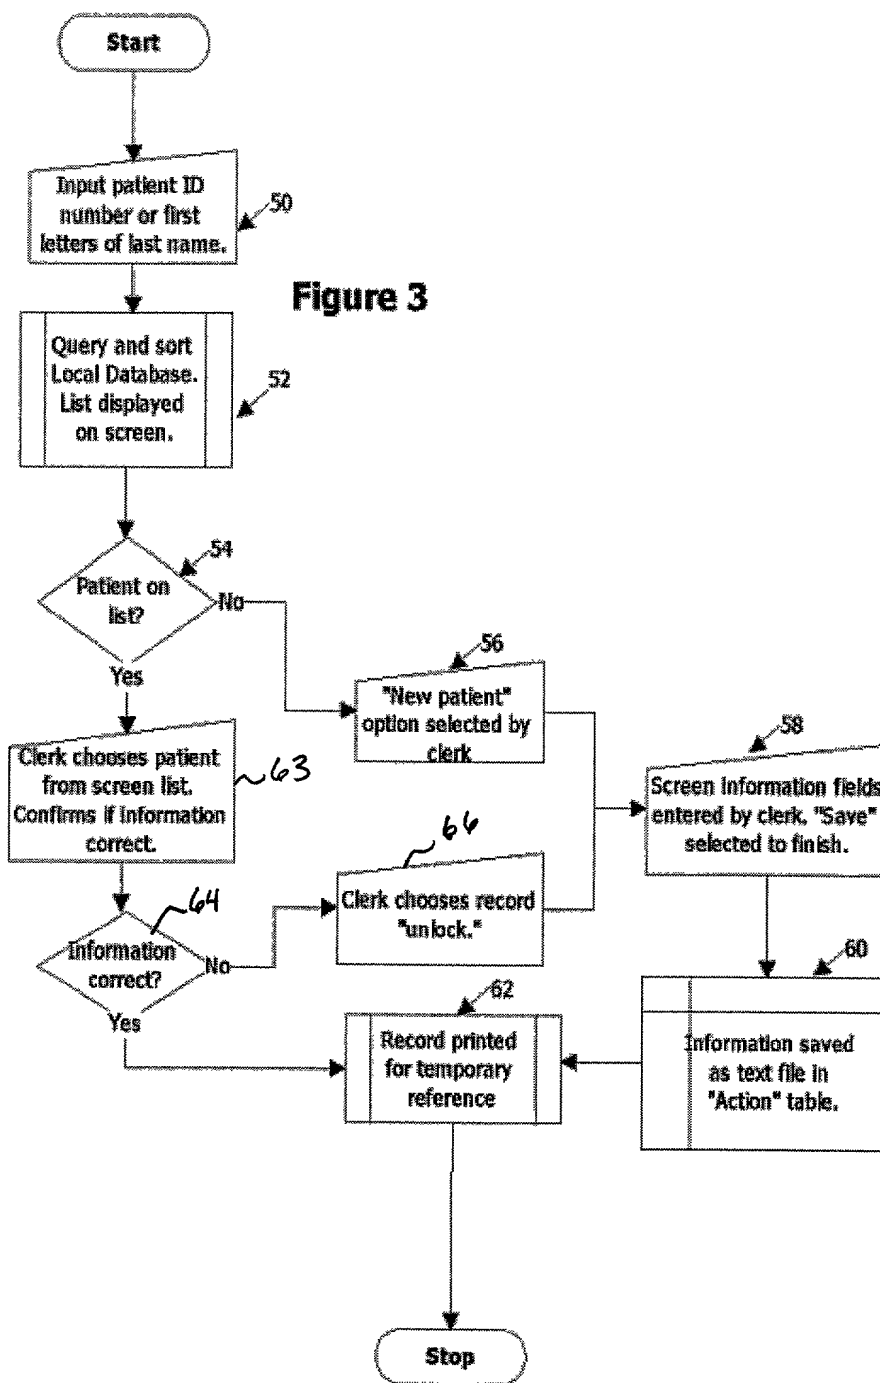 Start
Input patient ID
number or first
letters of last name.
50
Figure 3
Query and sort
Local Database.
List displayed
on screen.
52
54
Patient on
list?
No
Yes
56
"New patient"
option selected by
clerk
58
Screen Information fields
entered by clerk. "Save"
selected to finish.
Clerk chooses patient
from screen list.
Confirms if Information
correct.
63
66
Clerk chooses record
"unlock."
64
Information
correct?
No
Yes
60
Information saved
as text file in
"Action" table.
62
Record printed
for temporary
reference
Stop